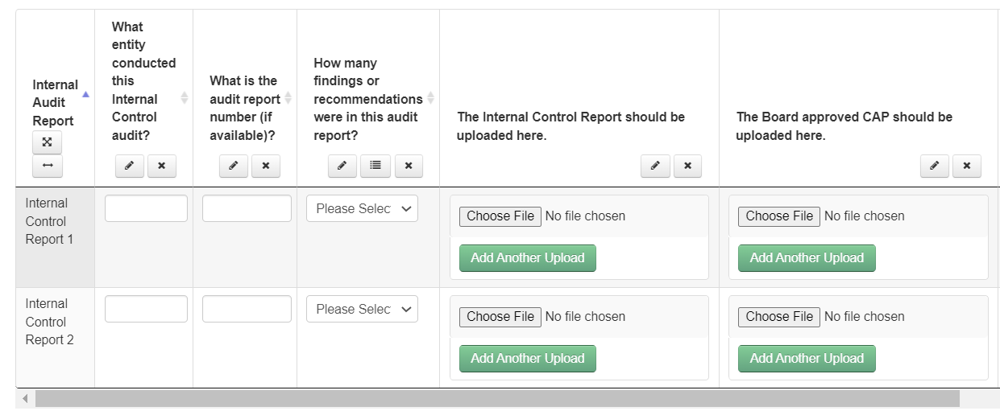 Internal
Audit
Report
What
entity
conducted
this
Internal
Control
audit?
What is the
audit report
number (if
available)?
How many
findings or
recommendations
were in this audit
report?
The Internal Control Report should be
uploaded here.
The Board approved CAP should be
uploaded here.
Internal
Control
Report 1
Please Selec
Choose File No file chosen
Add Another Upload
Choose File No file chosen
Add Another Upload
Internal
Control
Report 2
Please Selec
Choose File No file chosen
Add Another Upload
Choose File No file chosen
Add Another Upload